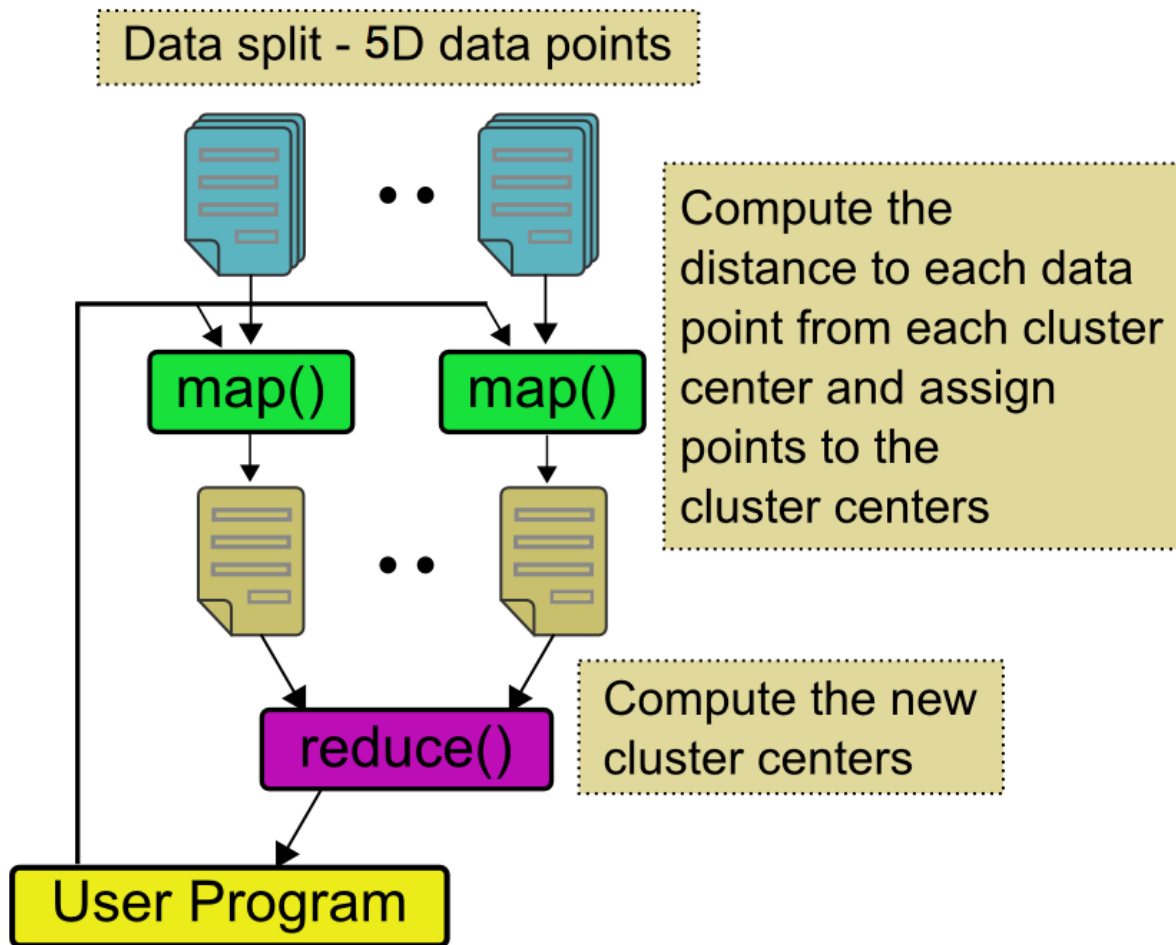 Data split - 5D data points
Compute the
distance to each data
point from each cluster
center and assign
points to the
cluster centers
map()
map()
Compute the new
cluster centers
reduce()
User Program